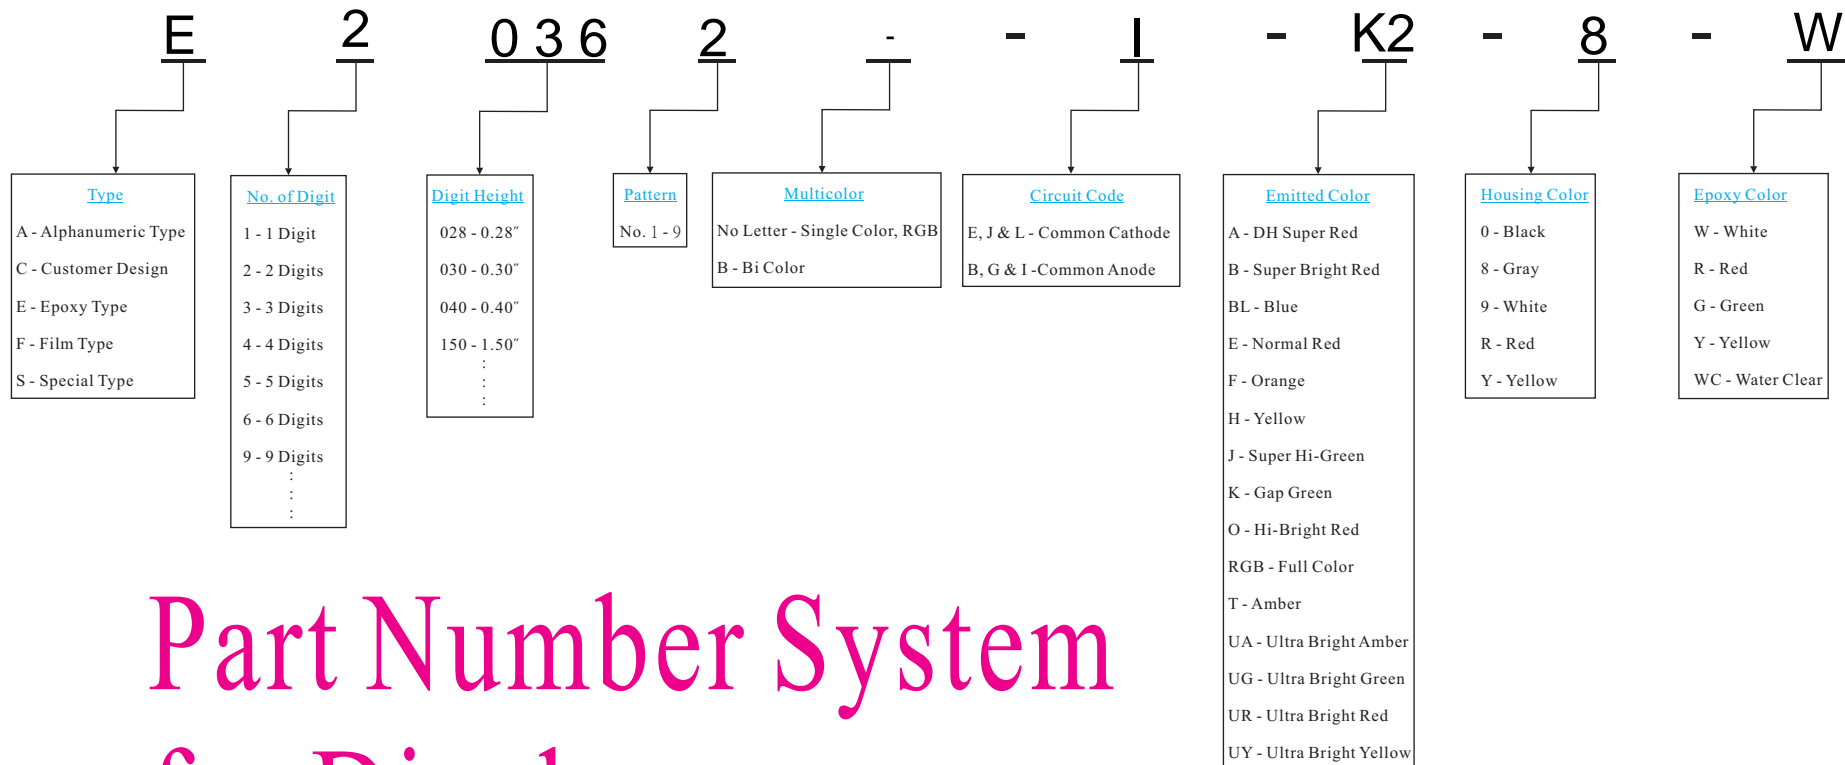 E 2 036 2 - - I - K2 - 8 - W
Type
A - Alphanumeric Type
C - Customer Design
E - Epoxy Type
F - Film Type
S - Special Type
No. of Digit
1 - 1 Digit
2 - 2 Digits
3 - 3 Digits
4 - 4 Digits
5 - 5 Digits
6 - 6 Digits
9 - 9 Digits
:
:
:
Digit Height
028 - 0.28″
030 - 0.30″
040 - 0.40″
150 - 1.50″
:
:
:
Pattern
No. 1 - 9
Multicolor
No Letter - Single Color, RGB
B - Bi Color
Circuit Code
E, J & L - Common Cathode
B, G & I -Common Anode
Emitted Color
A - DH Super Red
B - Super Bright Red
BL - Blue
E - Normal Red
F - Orange
H - Yellow
J - Super Hi-Green
K - Gap Green
O - Hi-Bright Red
RGB - Full Color
T - Amber
UA - Ultra Bright Amber
UG - Ultra Bright Green
UR - Ultra Bright Red
UY - Ultra Bright Yellow
Housing Color
0 - Black
8 - Gray
9 - White
R - Red
Y - Yellow
Epoxy Color
W - White
R - Red
G - Green
Y - Yellow
WC - Water Clear
Part Number System